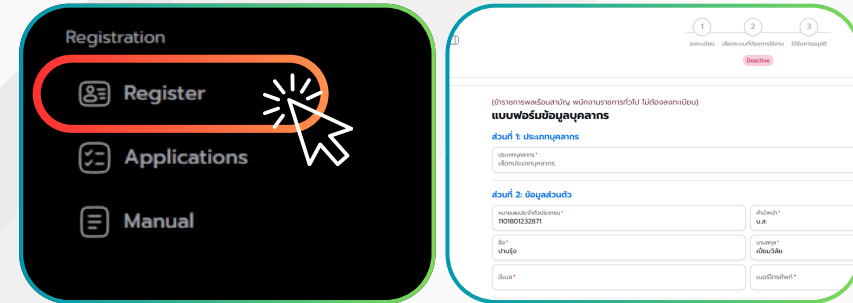 Registration
Register
Applications
Manual
1
2
3
ลงทะเบียน
เลือกระบบที่ต้องการใช้งาน
ได้รับการอนุมัติ
Deactive
(ข้าราชการพลเรือนสามัญ พนักงานราชการทั่วไป ไม่ต้องลงทะเบียน)
แบบฟอร์มข้อมูลบุคลากร
ส่วนที่ 1: ประเภทบุคลากร
ประเภทบุคลากร *
เลือกประเภทบุคลากร
ส่วนที่ 2: ข้อมูลส่วนตัว
หมายเลขประจำตัวประชาชน *
1101801232871
คำนำหน้า *
น.ส.
ชื่อ *
ปานรุ้ง
นามสกุล *
เปี่ยมวิลัย
อีเมล *
เบอร์โทรศัพท์ *